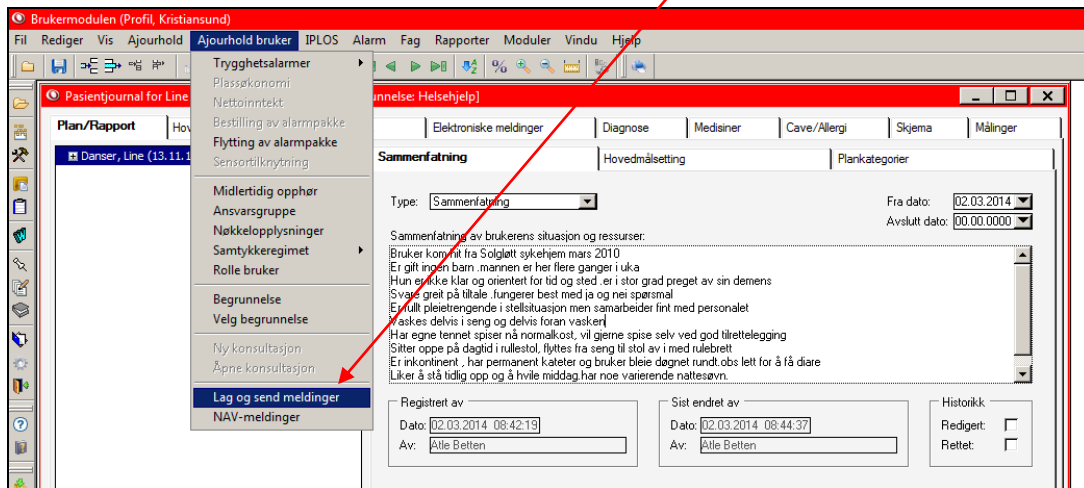 Brukermodulen (Profil, Kristiansund)
Fil Rediger Vis Ajourhold Ajourhold bruker IPLOS Alarm Fag Rapporter Moduler Vindu Hjelp
Trygghetsalarmer
Plassøkonomi
Nettoinntekt
Bestilling av alarmpakke
Flytting av alarmpakke
Sensortilknytning
Midlertidig opphør
Ansvarsgruppe
Nøkkelopplysninger
Samtykkeregimet
Rolle bruker
Begrunnelse
Velg begrunnelse
Ny konsultasjon
Åpne konsultasjon
Lag og send meldinger
NAV-meldinger
Pasientjournal for Line unnelse: Helsehjelp]
Plan/Rapport Hov Elektroniske meldinger Diagnose Medisiner Cave/Allergi Skjema Målinger
Danser, Line (13.11.1
Sammenfatning Hovedmålsetting Plankategorier
Type: Sammenfatning Fra dato: 02.03.2014
Avslutt dato: 00.00.0000
Sammenfatning av brukerens situasjon og ressurser:
Bruker kom hit fra Solgløtt sykehjem mars 2010
Er gift ingen barn .mannen er her flere ganger i uka
Hun er ikke klar og orientert for tid og sted .er i stor grad preget av sin demens
Svare greit på tiltale .fungerer best med ja og nei spørsmal
Er fullt pleietrengende i stellsituasjon men samarbeider fint med personalet
Vaskes delvis i seng og delvis foran vasken
Har egne tennet spiser nå normalkost, vil gjerne spise selv ved god tilrettelegging
Sitter oppe på dagtid i rullestol, flyttes fra seng til stol av i med rulebrett
Er inkontinent , har permanent kateter og bruker bleie døgnet rundt.obs lett for å få diare
Liker å stå tidlig opp og å hvile middag.har noe varierende nattesøvn.
Registrert av Sist endret av Historikk
Dato: 02.03.2014 08:42:19 Dato: 02.03.2014 08:44:37 Redigert:
Av: Atle Betten Av: Atle Betten Rettet: